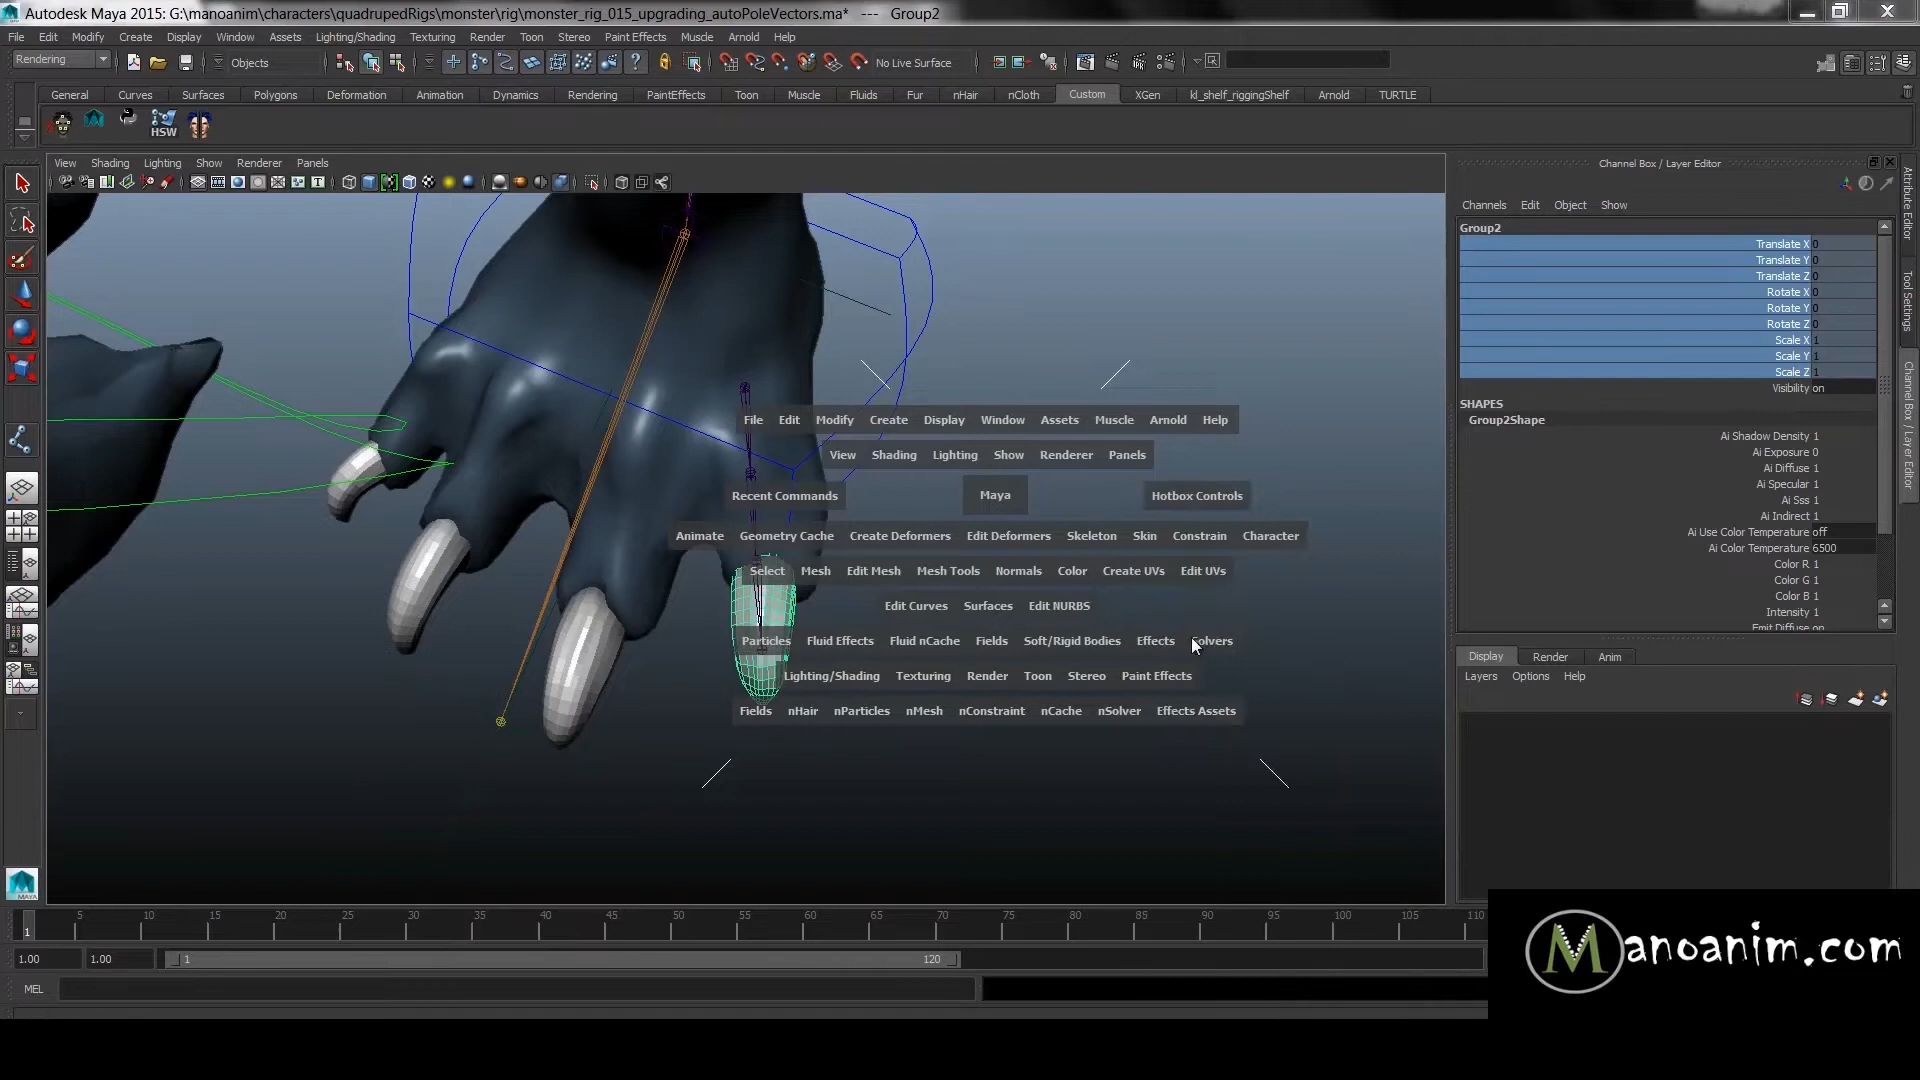 Autodesk Maya 2015: G:\manoanim\characters\quadrupedRigs\monster\rig\monster_rig_015_upgrading_autoPoleVectors.ma* --- Group2
File Edit Modify Create Display Window Assets Lighting/Shading Texturing Render Toon Stereo Paint Effects Muscle Arnold Help
Rendering Objects No Live Surface
General Curves Surfaces Polygons Deformation Animation Dynamics Rendering PaintEffects Toon Muscle Fluids Fur nHair nCloth Custom XGen kl_shelf_riggingShelf Arnold TURTLE
HSW
View Shading Lighting Show Renderer Panels
Channel Box / Layer Editor
Channels Edit Object Show
Group2
Translate X 0
Translate Y 0
Translate Z 0
Rotate X 0
Rotate Y 0
Rotate Z 0
Scale X 1
Scale Y 1
Scale Z 1
Visibility on
SHAPES
Group2Shape
Ai Shadow Density 1
Ai Exposure 0
Ai Diffuse 1
Ai Specular 1
Ai Sss 1
Ai Indirect 1
Ai Use Color Temperature off
Ai Color Temperature 6500
Color R 1
Color G 1
Color B 1
Intensity 1
Emit Diffuse on
Display Render Anim
Layers Options Help
Attribute Editor
Tool Settings
Channel Box / Layer Editor
File Edit Modify Create Display Window Assets Muscle Arnold Help
View Shading Lighting Show Renderer Panels
Recent Commands Maya Hotbox Controls
Animate Geometry Cache Create Deformers Edit Deformers Skeleton Skin Constrain Character
Select Mesh Edit Mesh Mesh Tools Normals Color Create UVs Edit UVs
Edit Curves Surfaces Edit NURBS
Particles Fluid Effects Fluid nCache Fields Soft/Rigid Bodies Effects Solvers
Lighting/Shading Texturing Render Toon Stereo Paint Effects
Fields nHair nParticles nMesh nConstraint nCache nSolver Effects Assets
MAYA
1 5 10 15 20 25 30 35 40 45 50 55 60 65 70 75 80 85 90 95 100 105 110
1.00 1.00 1 120
MEL
Manoanim.com